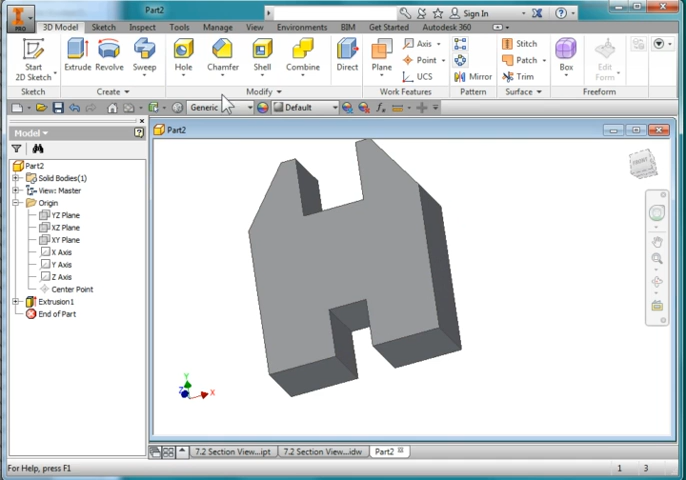 Part2
Sign In
PRO
3D Model Sketch Inspect Tools Manage View Environments BIM Get Started Autodesk 360
Start
2D Sketch
Extrude Revolve Sweep
Hole Chamfer Shell Combine Direct
Plane
Axis
Point
UCS
Mirror
Stitch
Patch
Trim
Box
Edit
Form
Sketch Create Modify Work Features Pattern Surface Freeform
Generic Default
Model
Part2
Part2
Solid Bodies(1)
View: Master
Origin
YZ Plane
XZ Plane
XY Plane
X Axis
Y Axis
Z Axis
Center Point
Extrusion1
End of Part
FRONT
Y
Z
X
7.2 Section View...ipt 7.2 Section View...idw Part2
For Help, press F1 1 3